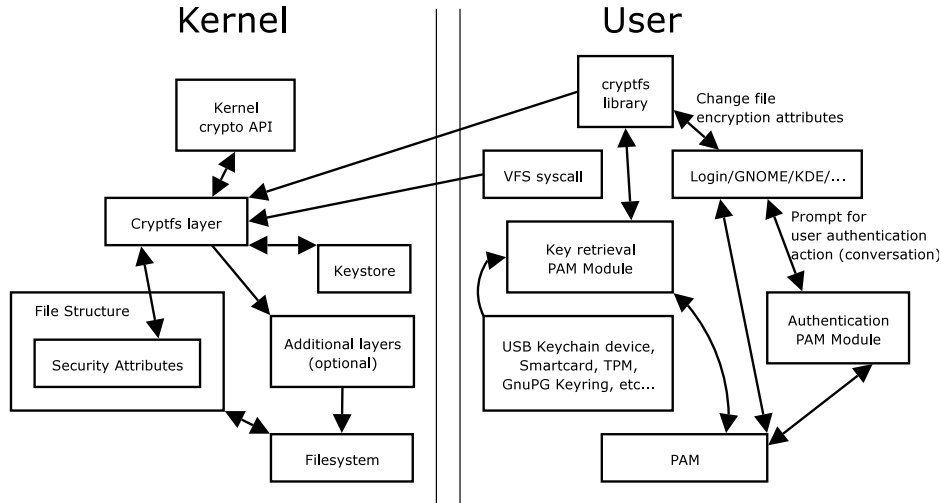 Kernel
User
Kernel
crypto API
cryptfs
library
Change file
encryption attributes
VFS syscall
Login/GNOME/KDE/...
Cryptfs layer
Keystore
Key retrieval
PAM Module
Prompt for
user authentication
action (conversation)
File Structure
Security Attributes
Additional layers
(optional)
USB Keychain device,
Smartcard, TPM,
GnuPG Keyring, etc...
Authentication
PAM Module
Filesystem
PAM